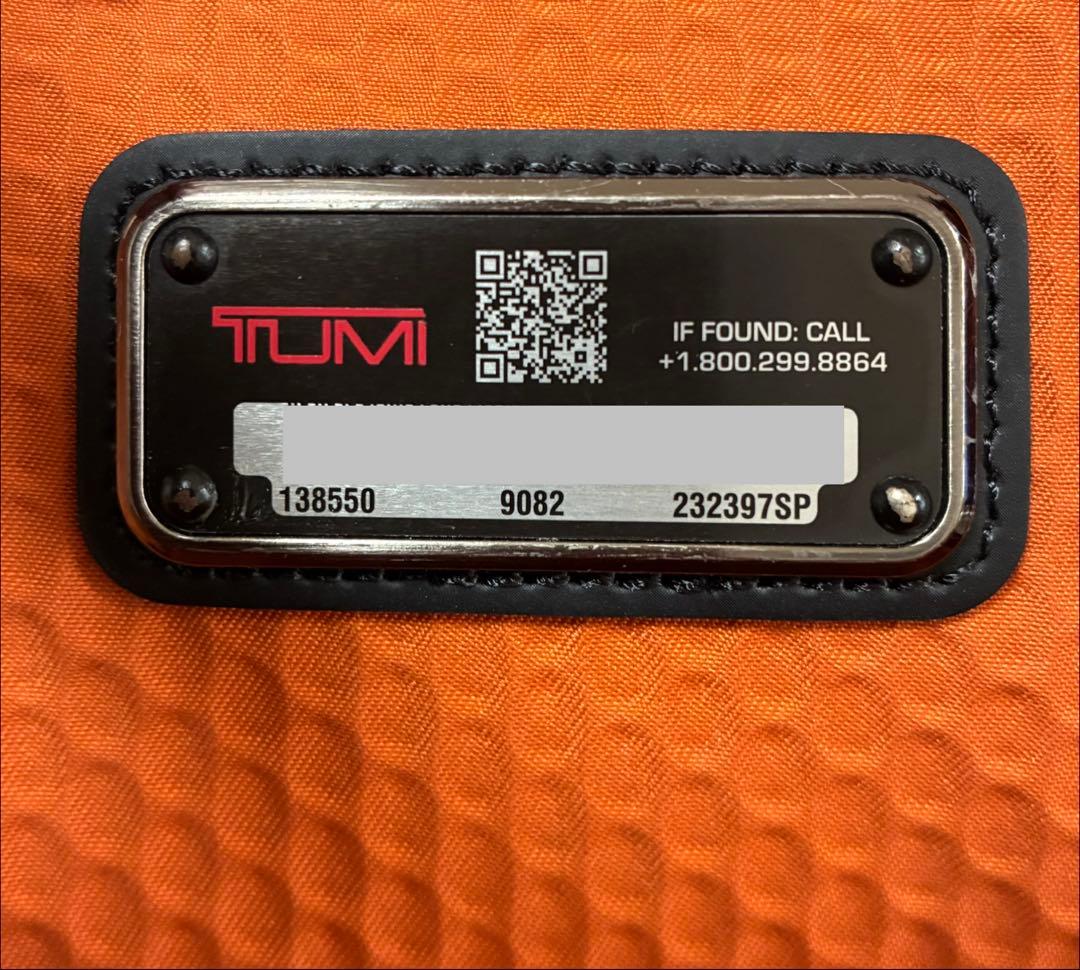 TUMI
IF FOUND: CALL
+1.800.299.8864
138550 9082 232397SP